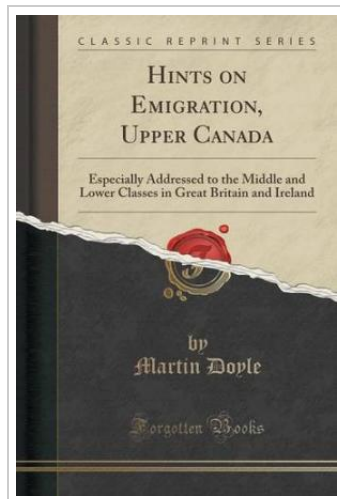 CLASSIC REPRINT SERIES
HINTS ON
EMIGRATION,
UPPER CANADA
Especially Addressed to the Middle and
Lower Classes in Great Britain and Ireland
by
Martin Doyle
Forgotten Books